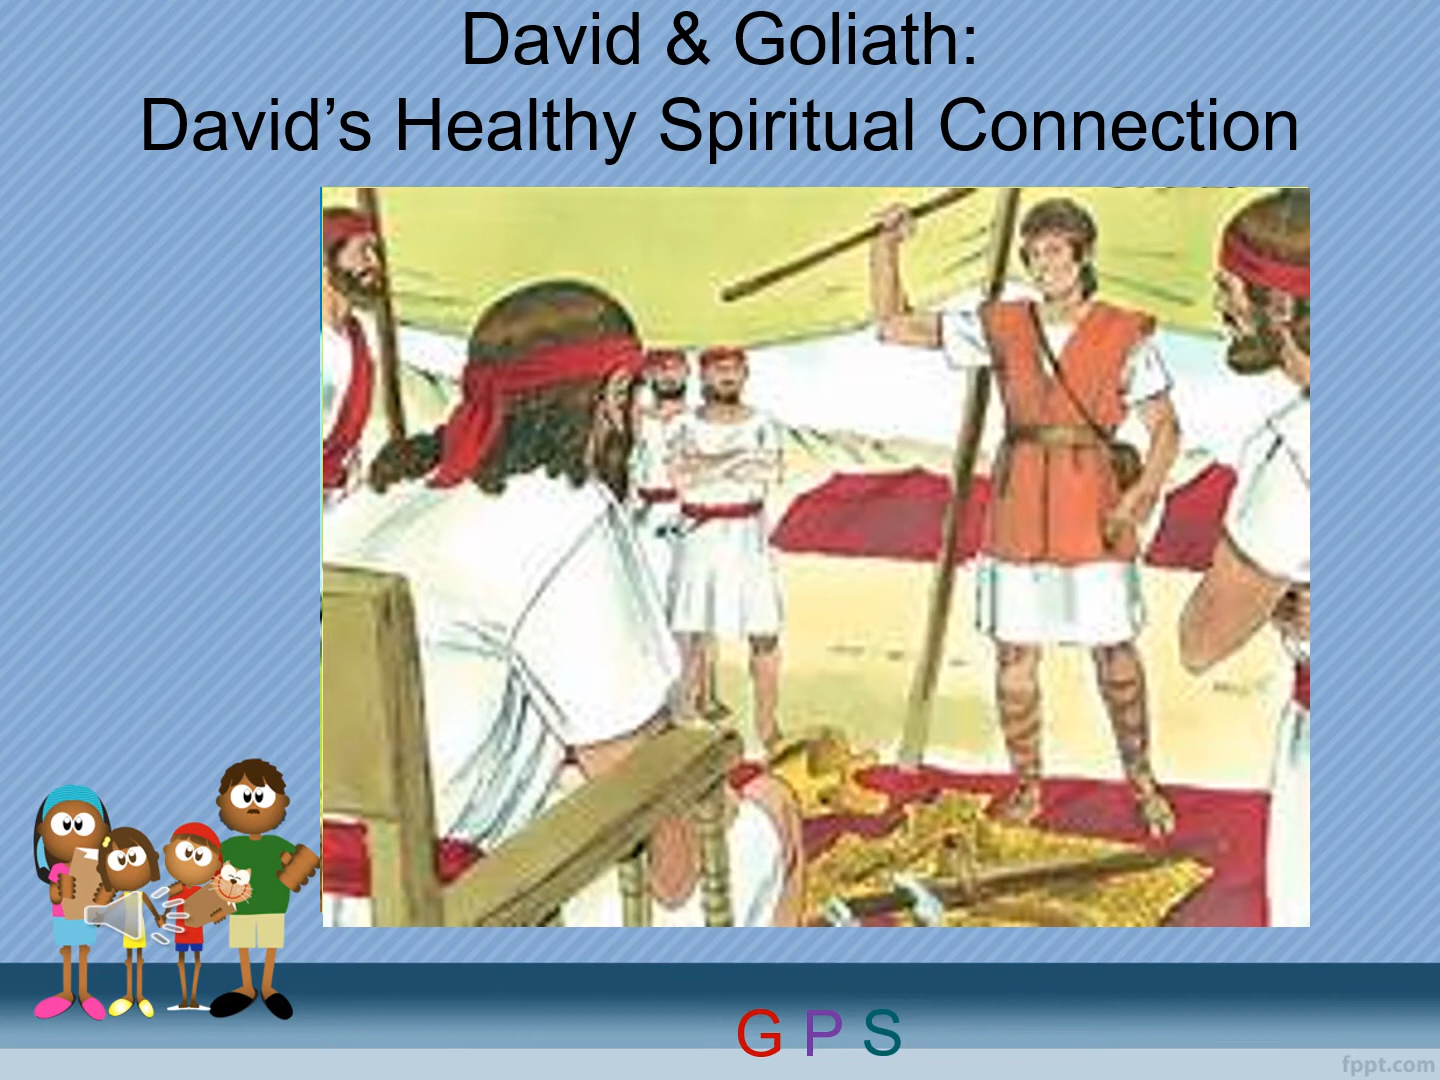 David & Goliath:
David’s Healthy Spiritual Connection
G P S
fppt.com